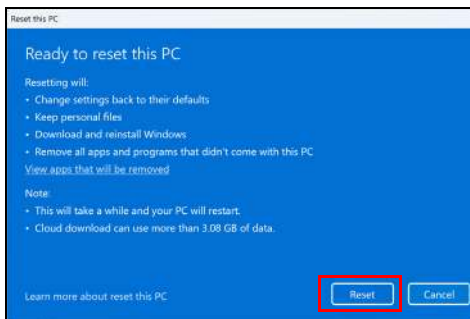 Reset this PC
Ready to reset this PC
Resetting will:
• Change settings back to their defaults
• Keep personal files
• Download and reinstall Windows
• Remove all apps and programs that didn't come with this PC
View apps that will be removed
Note:
• This will take a while and your PC will restart.
• Cloud download can use more than 3.08 GB of data.
Learn more about reset this PC
Reset
Cancel